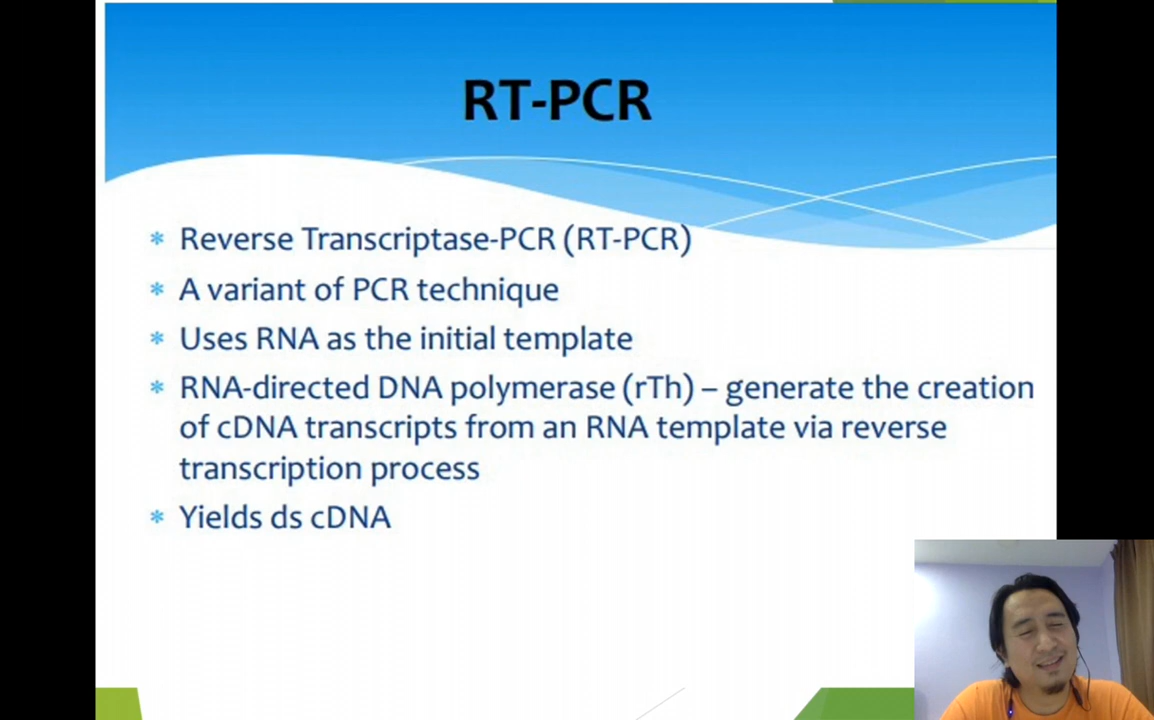 RT-PCR
* Reverse Transcriptase-PCR (RT-PCR)
* A variant of PCR technique
* Uses RNA as the initial template
* RNA-directed DNA polymerase (rTh) – generate the creation
of cDNA transcripts from an RNA template via reverse
transcription process
* Yields ds cDNA